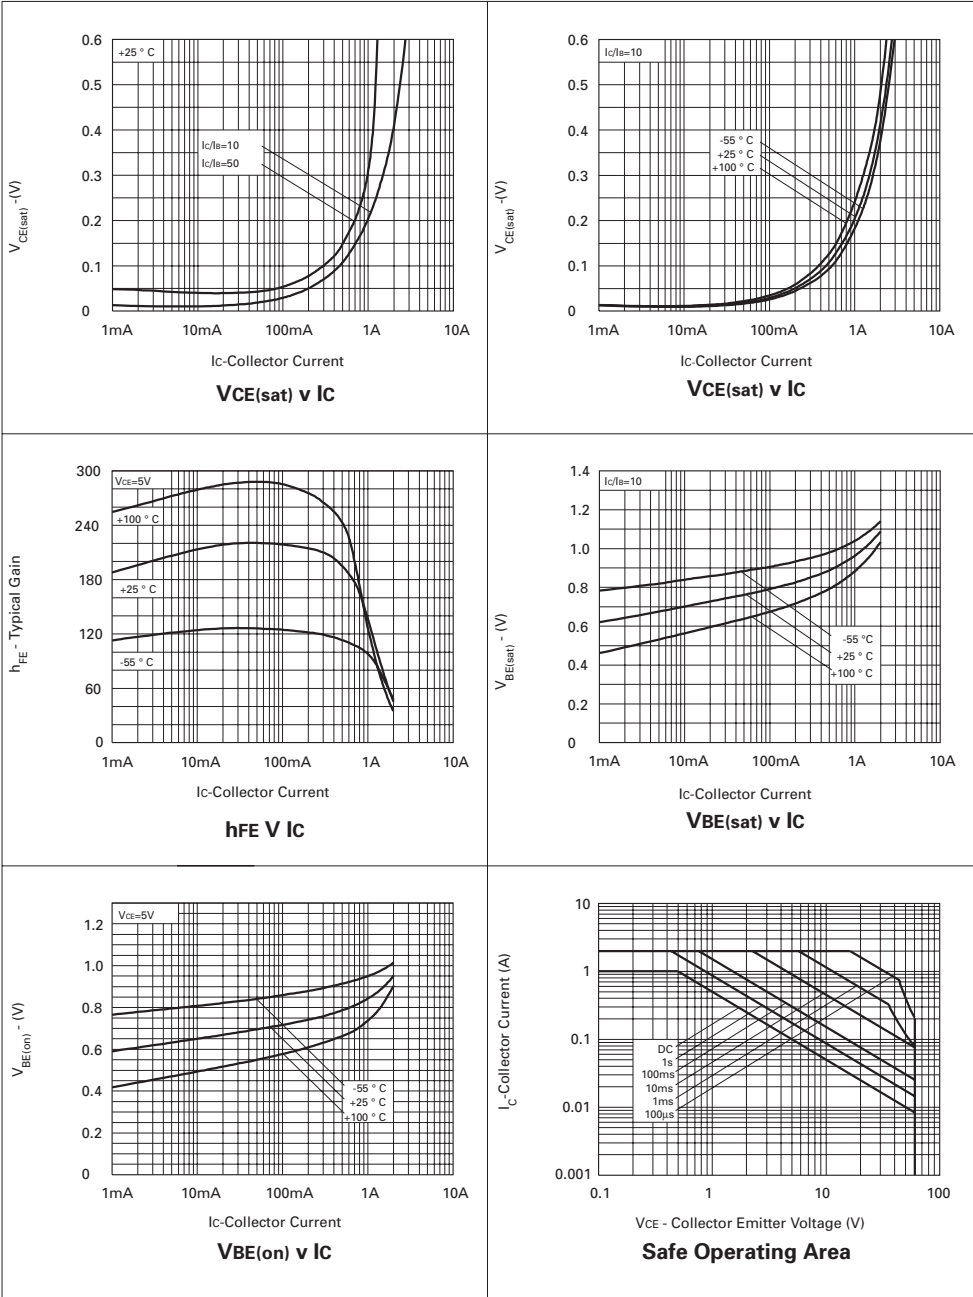 +25 ° C
IC/IB=10
IC/IB=50
0.6
0.5
0.4
0.3
0.2
0.1
0
VCE(sat) -(V)
1mA 10mA 100mA 1A 10A
IC-Collector Current
VCE(sat) v IC
IC/IB=10
-55 ° C
+25 ° C
+100 ° C
0.6
0.5
0.4
0.3
0.2
0.1
0
VCE(sat) -(V)
1mA 10mA 100mA 1A 10A
IC-Collector Current
VCE(sat) v IC
VCE=5V
+100 ° C
+25 ° C
-55 ° C
300
240
180
120
60
0
hFE - Typical Gain
1mA 10mA 100mA 1A 10A
IC-Collector Current
hFE V IC
IC/IB=10
-55 °C
+25 ° C
+100 ° C
1.4
1.2
1.0
0.8
0.6
0.4
0.2
0
VBE(sat) - (V)
1mA 10mA 100mA 1A 10A
IC-Collector Current
VBE(sat) v IC
VCE=5V
-55 ° C
+25 ° C
+100 ° C
1.2
1.0
0.8
0.6
0.4
0.2
0
VBE(on) - (V)
1mA 10mA 100mA 1A 10A
IC-Collector Current
VBE(on) v IC
DC
1s
100ms
10ms
1ms
100µs
10
1
0.1
0.01
0.001
IC-Collector Current (A)
0.1 1 10 100
VCE - Collector Emitter Voltage (V)
Safe Operating Area